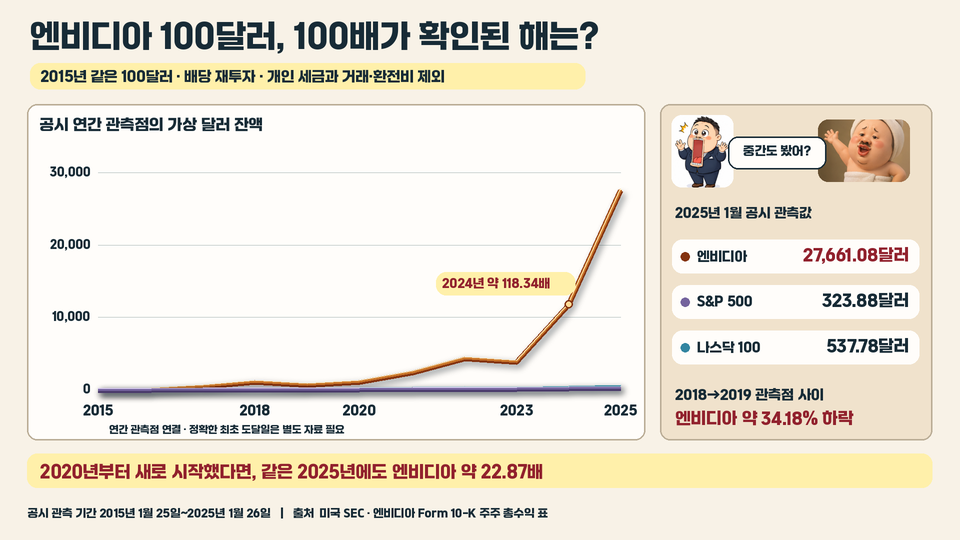 엔비디아 100달러, 100배가 확인된 해는?
2015년 같은 100달러 · 배당 재투자 · 개인 세금과 거래·환전비 제외
공시 연간 관측점의 가상 달러 잔액
30,000
20,000
10,000
0
2024년 약 118.34배
2015
2018
2020
2023
2025
연간 관측점 연결 · 정확한 최초 도달일은 별도 자료 필요
중간도 봤어?
2025년 1월 공시 관측값
엔비디아 27,661.08달러
S&P 500 323.88달러
나스닥 100 537.78달러
2018→2019 관측점 사이
엔비디아 약 34.18% 하락
2020년부터 새로 시작했다면, 같은 2025년에도 엔비디아 약 22.87배
공시 관측 기간 2015년 1월 25일~2025년 1월 26일 | 출처 미국 SEC · 엔비디아 Form 10-K 주주 총수익 표